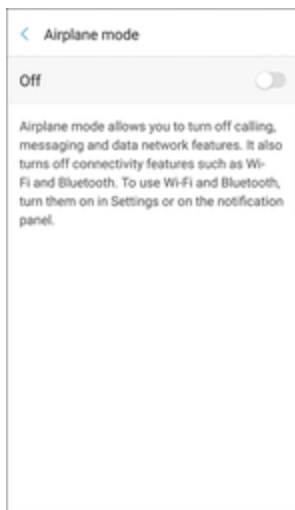 Airplane mode
Off
Airplane mode allows you to turn off calling,
messaging and data network features. It also
turns off connectivity features such as Wi-
Fi and Bluetooth. To use Wi-Fi and Bluetooth,
turn them on in Settings or on the notification
panel.